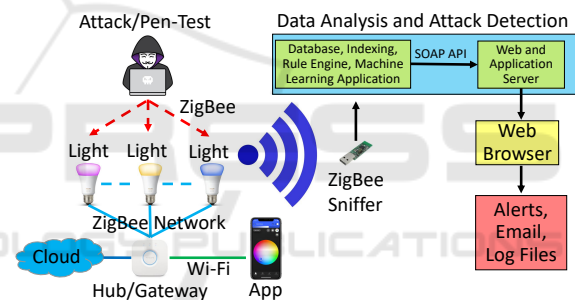 Attack/Pen-Test
Data Analysis and Attack Detection
Database, Indexing,
Rule Engine, Machine
Learning Application
SOAP API
Web and
Application
Server
ZigBee
Light Light Light
ZigBee
Sniffer
Web
Browser
ZigBee Network
Alerts,
Email,
Log Files
Cloud
Wi-Fi
Hub/Gateway
App
PRESS
PUBLICATIONS